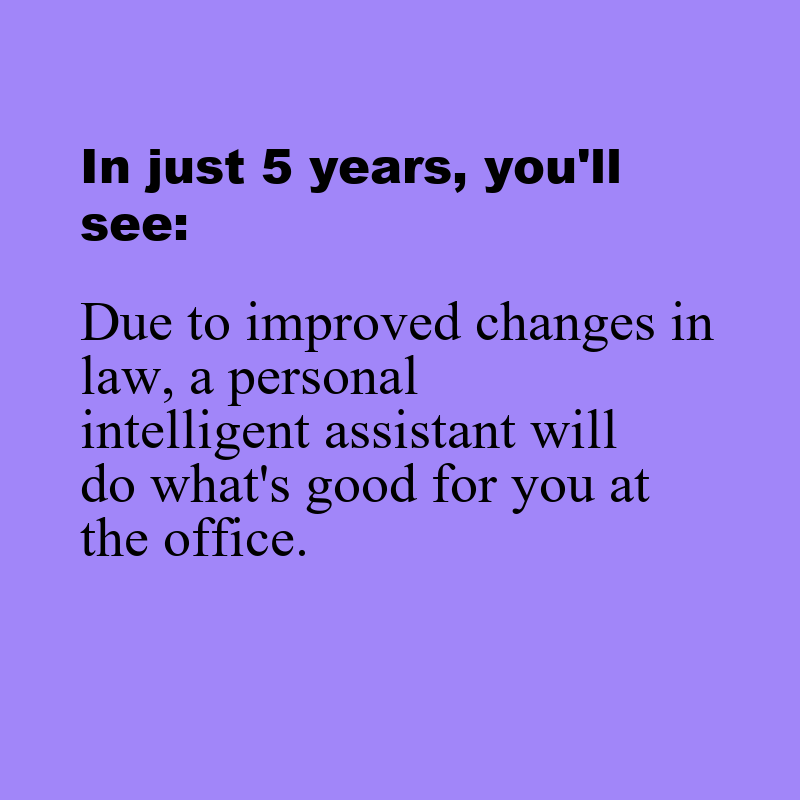 In just 5 years, you'll
see:
Due to improved changes in
law, a personal
intelligent assistant will
do what's good for you at
the office.